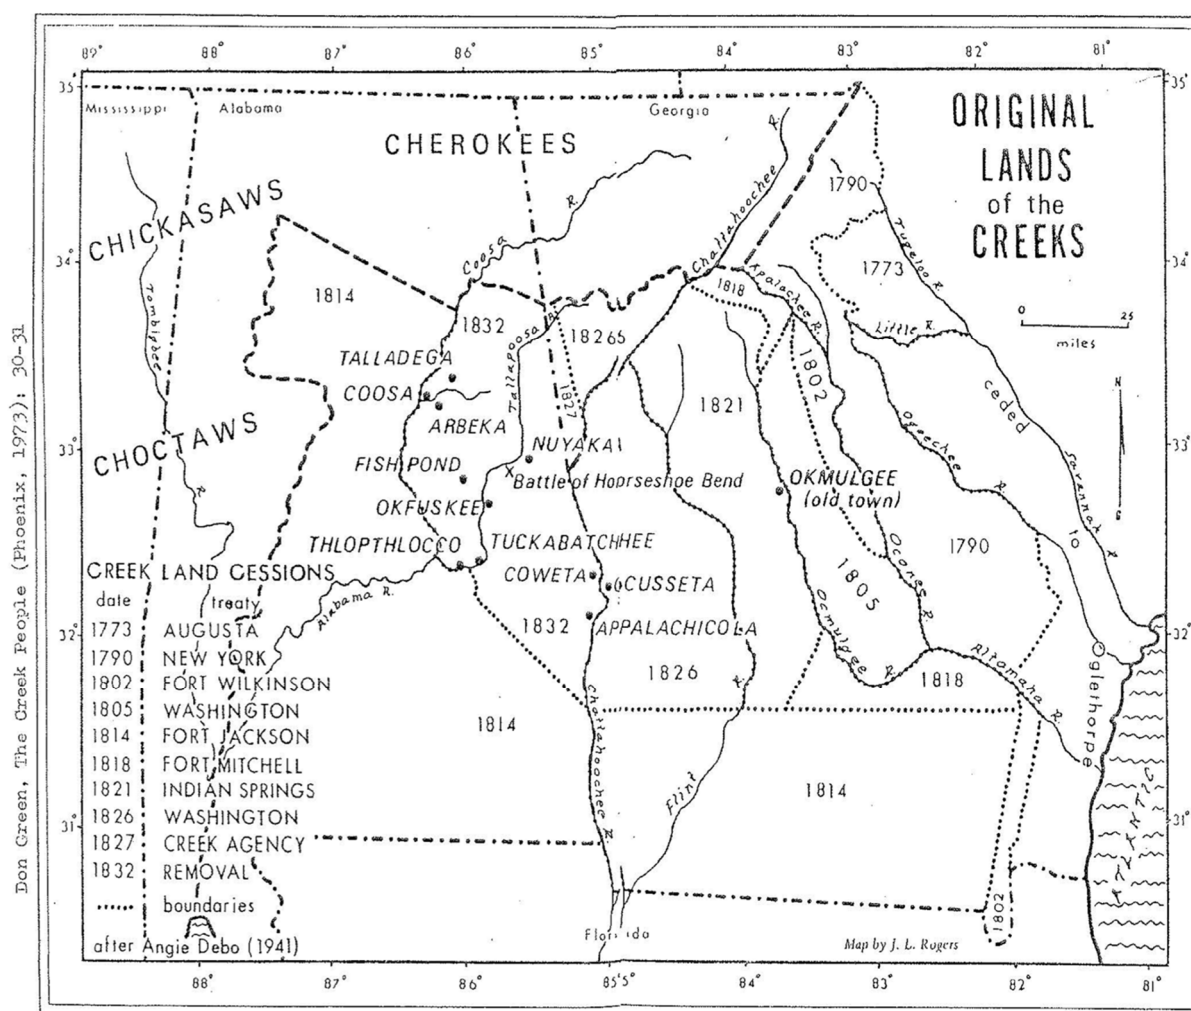 Don Green, The Creek People (Phoenix, 1973): 30-31
89° 88° 87° 86° 85° 84° 83° 82° 81°
35° 35°
Mississippi Alabama Georgia
ORIGINAL
LANDS
of the
CREEKS
CHEROKEES
CHICKASAWS
CHOCTAWS
34° 34°
33° 33°
32° 32°
31° 31°
1790
1773
1814
1832
1826
1818
1827
1802
1821
Coosa R.
Chattahoochee R.
Tugeloo R.
Apalachee R.
Little R.
Tallapoosa R.
Tombigbee
R.
0 25
miles
N
S
ceded
to
Oglethorpe
Savannah R.
Ogeechee R.
TALLADEGA
COOSA
ARBEKA
NUYAKA
FISH POND
X Battle of Hoorseshoe Bend
OKFUSKEE
OKMULGEE
(old town)
THLOPTHLOCCO
TUCKABATCHHEE
COWETA
CUSSETA
APPALACHICOLA
1790
1805
Oconee R.
Ocmulgee R.
Altamaha R.
Alabama R.
1832
1826
1818
1814
1814
1802
Chattahoochee R.
Flint
R.
ATLANTIC
CREEK LAND CESSIONS
date treaty
1773 AUGUSTA
1790 NEW YORK
1802 FORT WILKINSON
1805 WASHINGTON
1814 FORT JACKSON
1818 FORT MITCHELL
1821 INDIAN SPRINGS
1826 WASHINGTON
1827 CREEK AGENCY
1832 REMOVAL
boundaries
after Angie Debo (1941)
Florida
Map by J. L. Rogers
88° 87° 86° 85° 84° 83° 82° 81°